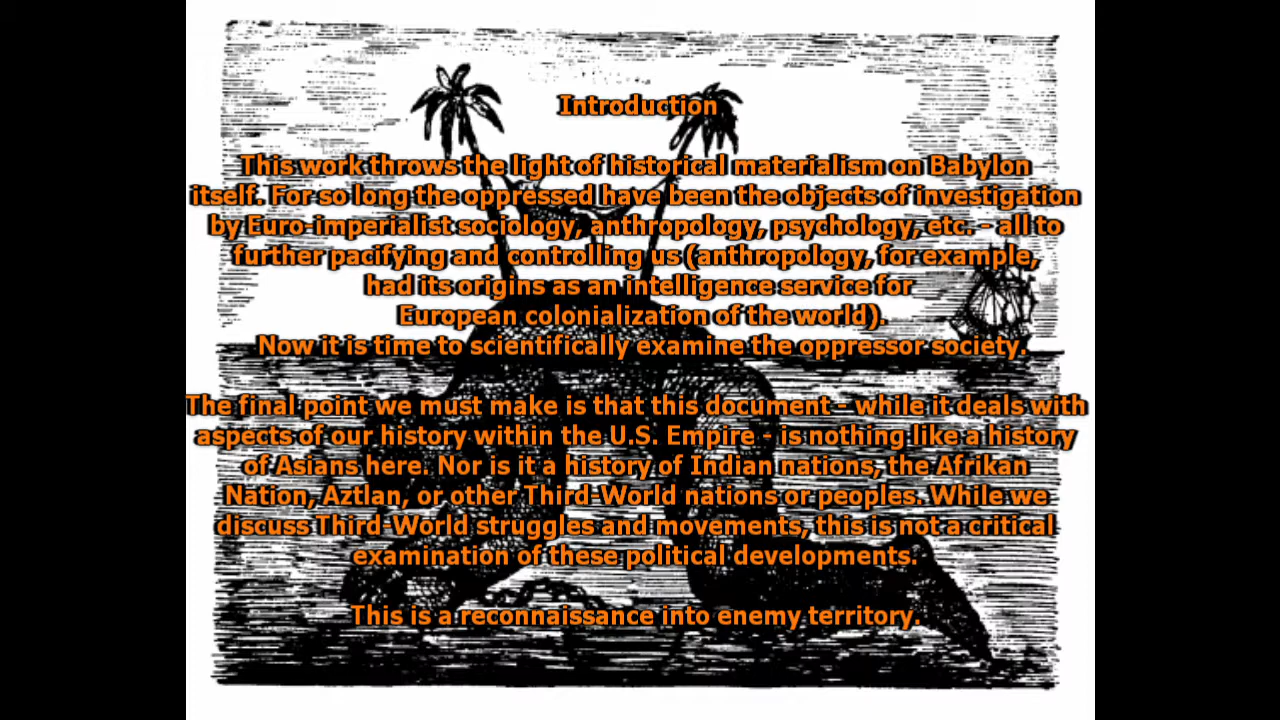 Introduction
This work throws the light of historical materialism on Babylon
itself. For so long the oppressed have been the objects of investigation
by Euro-imperialist sociology, anthropology, psychology, etc. - all to
further pacifying and controlling us (anthropology, for example,
had its origins as an intelligence service for
European colonialization of the world).
Now it is time to scientifically examine the oppressor society.
The final point we must make is that this document - while it deals with
aspects of our history within the U.S. Empire - is nothing like a history
of Asians here. Nor is it a history of Indian nations, the Afrikan
Nation, Aztlan, or other Third-World nations or peoples. While we
discuss Third-World struggles and movements, this is not a critical
examination of these political developments.
This is a reconnaissance into enemy territory.